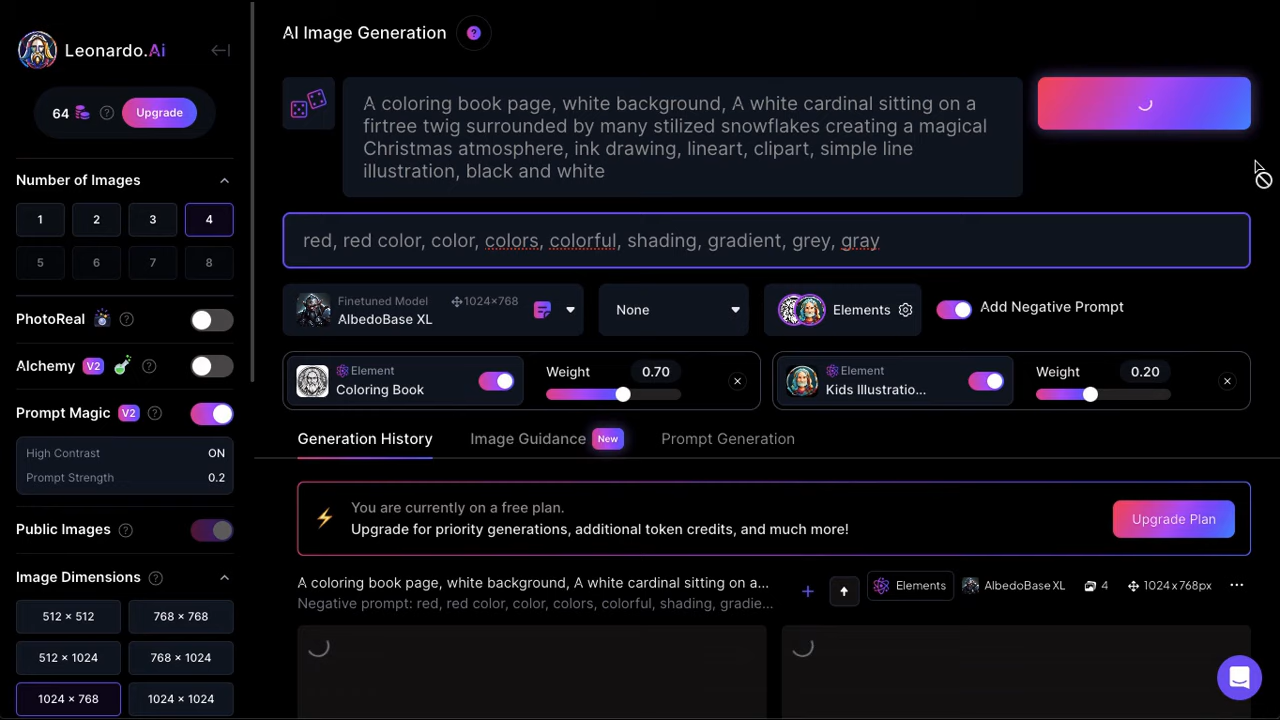 Leonardo.Ai
64
Upgrade
Number of Images
1 2 3 4
5 6 7 8
PhotoReal
Alchemy V2
Prompt Magic V2
High Contrast ON
Prompt Strength 0.2
Public Images
Image Dimensions
512 × 512 768 × 768
512 × 1024 768 × 1024
1024 × 768 1024 × 1024
AI Image Generation ?
A coloring book page, white background, A white cardinal sitting on a
firtree twig surrounded by many stilized snowflakes creating a magical
Christmas atmosphere, ink drawing, lineart, clipart, simple line
illustration, black and white
red, red color, color, colors, colorful, shading, gradient, grey, gray
Finetuned Model 1024×768
AlbedoBase XL
None
Elements
Add Negative Prompt
Element
Coloring Book
Weight 0.70
Element
Kids Illustratio...
Weight 0.20
Generation History Image Guidance New Prompt Generation
You are currently on a free plan.
Upgrade for priority generations, additional token credits, and much more!
Upgrade Plan
A coloring book page, white background, A white cardinal sitting on a...
Negative prompt: red, red color, color, colors, colorful, shading, gradie...
Elements AlbedoBase XL 4 1024 x 768px